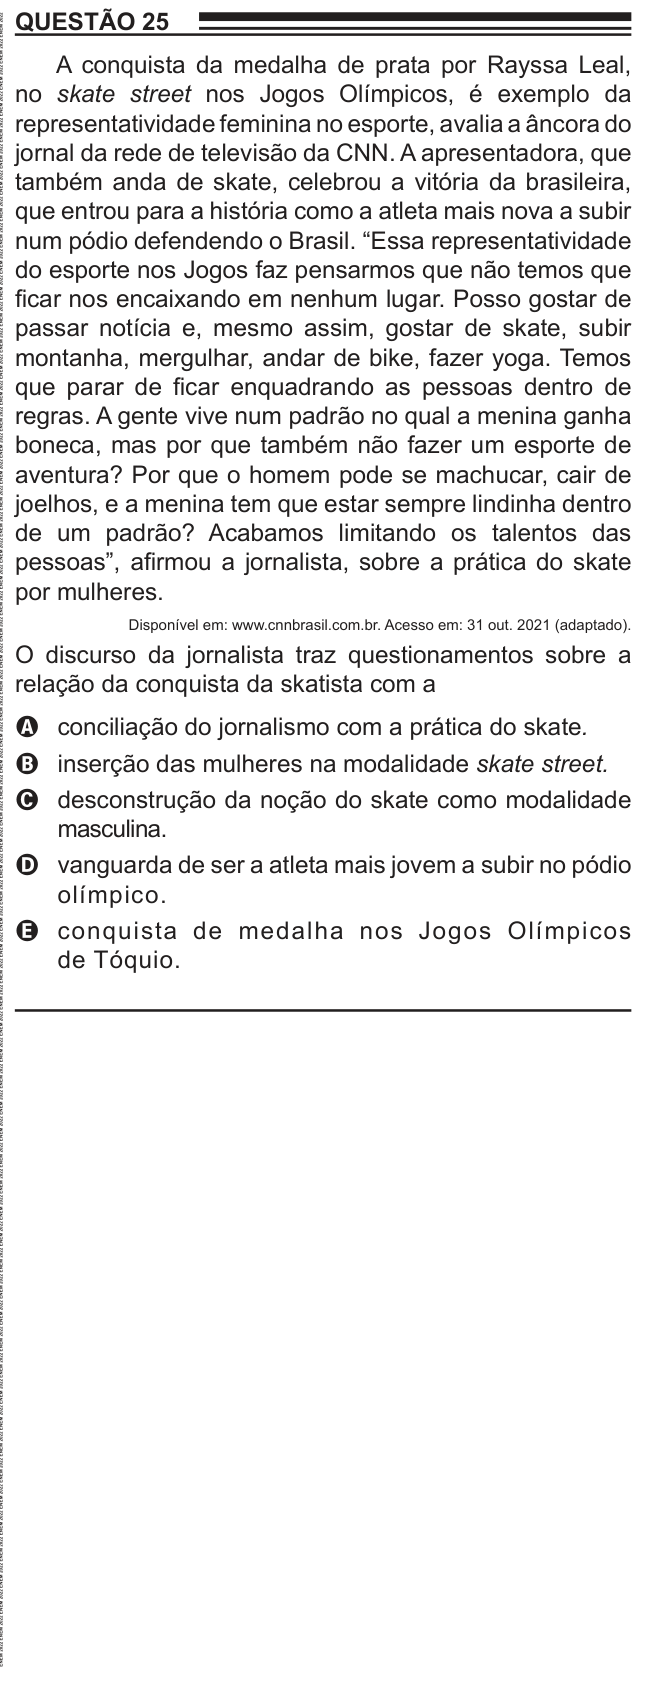 QUESTÃO 25
A conquista da medalha de prata por Rayssa Leal,
no skate street nos Jogos Olímpicos, é exemplo da
representatividade feminina no esporte, avalia a âncora do
jornal da rede de televisão da CNN. A apresentadora, que
também anda de skate, celebrou a vitória da brasileira,
que entrou para a história como a atleta mais nova a subir
num pódio defendendo o Brasil. “Essa representatividade
do esporte nos Jogos faz pensarmos que não temos que
ficar nos encaixando em nenhum lugar. Posso gostar de
passar notícia e, mesmo assim, gostar de skate, subir
montanha, mergulhar, andar de bike, fazer yoga. Temos
que parar de ficar enquadrando as pessoas dentro de
regras. A gente vive num padrão no qual a menina ganha
boneca, mas por que também não fazer um esporte de
aventura? Por que o homem pode se machucar, cair de
joelhos, e a menina tem que estar sempre lindinha dentro
de um padrão? Acabamos limitando os talentos das
pessoas”, afirmou a jornalista, sobre a prática do skate
por mulheres.
Disponível em: www.cnnbrasil.com.br. Acesso em: 31 out. 2021 (adaptado).
O discurso da jornalista traz questionamentos sobre a
relação da conquista da skatista com a
A conciliação do jornalismo com a prática do skate.
B inserção das mulheres na modalidade skate street.
C desconstrução da noção do skate como modalidade
masculina.
D vanguarda de ser a atleta mais jovem a subir no pódio
olímpico.
E conquista de medalha nos Jogos Olímpicos
de Tóquio.